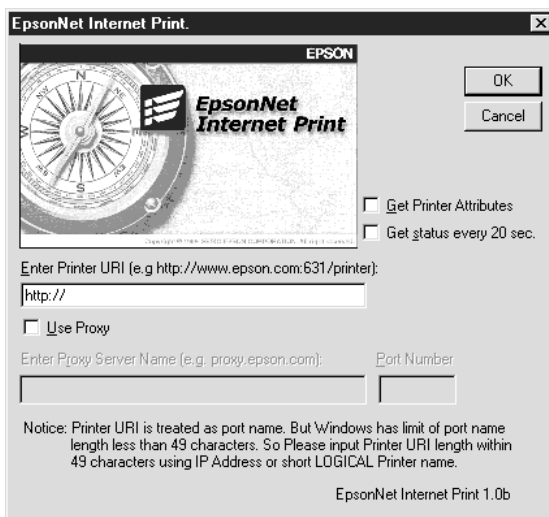 EpsonNet Internet Print.
EPSON
EpsonNet
Internet Print
OK
Cancel
Get Printer Attributes
Get status every 20 sec.
Enter Printer URI (e.g http://www.epson.com:631/printer):
http://
Use Proxy
Enter Proxy Server Name (e.g. proxy.epson.com):
Port Number
Notice: Printer URI is treated as port name. But Windows has limit of port name
length less than 49 characters. So Please input Printer URI length within
49 characters using IP Address or short LOGICAL Printer name.
EpsonNet Internet Print 1.0b